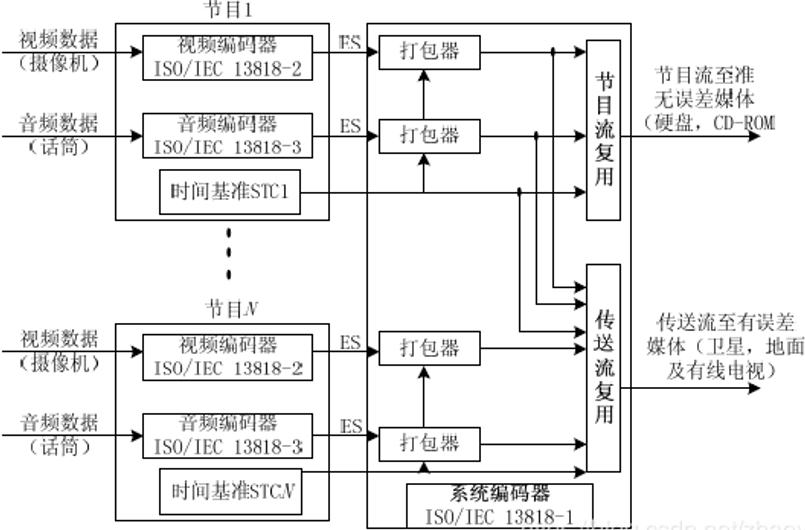 节目1
视频数据
（摄像机）
视频编码器
ISO/IEC 13818-2
ES
打包器
音频数据
（话筒）
音频编码器
ISO/IEC 13818-3
ES
打包器
时间基准STC1
节目流复用
节目流至准
无误差媒体
（硬盘，CD-ROM
节目N
视频数据
（摄像机）
视频编码器
ISO/IEC 13818-2
ES
打包器
音频数据
（话筒）
音频编码器
ISO/IEC 13818-3
ES
打包器
时间基准STCN
传送流复用
传送流至有误差
媒体（卫星，地面
及有线电视）
系统编码器
ISO/IEC 13818-1